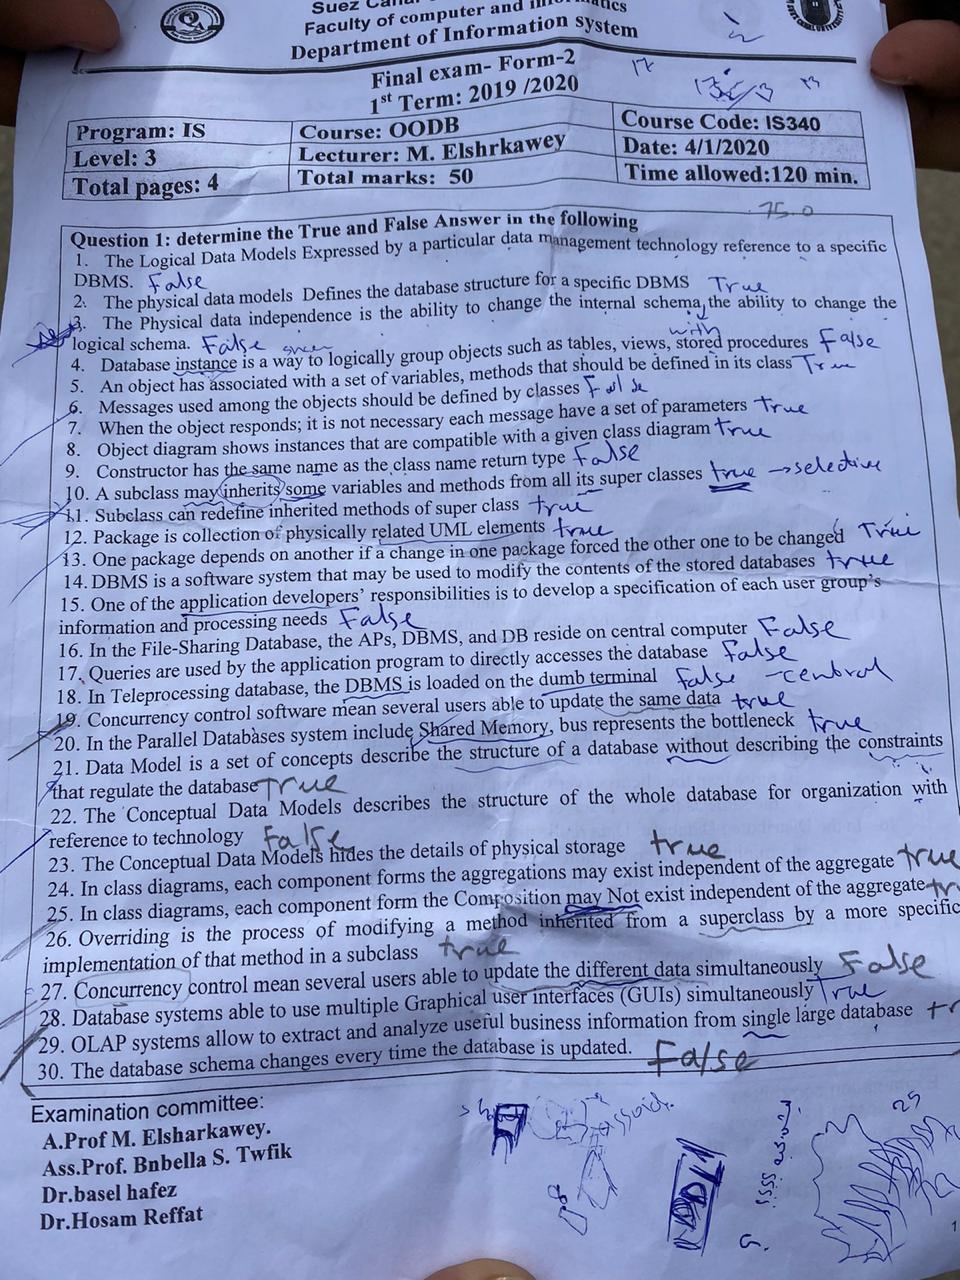 Suez Canal
Faculty of computer and informatics
Department of Information system
Final exam- Form-2
1st Term: 2019 /2020
17
Program: IS
Course: OODB
Course Code: IS340
Level: 3
Lecturer: M. Elshrkawey
Date: 4/1/2020
Total pages: 4
Total marks: 50
Time allowed:120 min.
75.0
Question 1: determine the True and False Answer in the following
1. The Logical Data Models Expressed by a particular data management technology reference to a specific
DBMS. False
2. The physical data models Defines the database structure for a specific DBMS True
3. The Physical data independence is the ability to change the internal schema, the ability to change the
with
logical schema. False
4. Database instance is a way to logically group objects such as tables, views, stored procedures False
5. An object has associated with a set of variables, methods that should be defined in its class True
6. Messages used among the objects should be defined by classes False
7. When the object responds; it is not necessary each message have a set of parameters true
8. Object diagram shows instances that are compatible with a given class diagram true
9. Constructor has the same name as the class name return type False
10. A subclass may inherits some variables and methods from all its super classes true → selective
11. Subclass can redefine inherited methods of super class true
12. Package is collection of physically related UML elements true
13. One package depends on another if a change in one package forced the other one to be changed True
14. DBMS is a software system that may be used to modify the contents of the stored databases true
15. One of the application developers' responsibilities is to develop a specification of each user group's
information and processing needs False
16. In the File-Sharing Database, the APs, DBMS, and DB reside on central computer False
17. Queries are used by the application program to directly accesses the database False
18. In Teleprocessing database, the DBMS is loaded on the dumb terminal False - central
19. Concurrency control software mean several users able to update the same data true
20. In the Parallel Databases system include Shared Memory, bus represents the bottleneck true
21. Data Model is a set of concepts describe the structure of a database without describing the constraints
that regulate the database True
22. The Conceptual Data Models describes the structure of the whole database for organization with
reference to technology False
23. The Conceptual Data Models hides the details of physical storage true
24. In class diagrams, each component forms the aggregations may exist independent of the aggregate true
25. In class diagrams, each component form the Composition may Not exist independent of the aggregate tr
26. Overriding is the process of modifying a method inherited from a superclass by a more specific
implementation of that method in a subclass true
27. Concurrency control mean several users able to update the different data simultaneously False
28. Database systems able to use multiple Graphical user interfaces (GUIs) simultaneously True
29. OLAP systems allow to extract and analyze useful business information from single large database tr
30. The database schema changes every time the database is updated. False
Examination committee:
A.Prof M. Elsharkawey.
Ass.Prof. Bnbella S. Twfik
Dr.basel hafez
Dr.Hosam Reffat
29
1